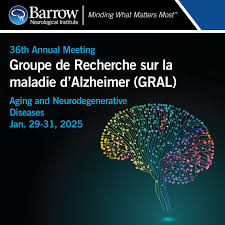 Barrow
Neurological Institute
Minding What Matters Most™
36th Annual Meeting
Groupe de Recherche sur la
maladie d'Alzheimer (GRAL)
Aging and Neurodegenerative
Diseases
Jan. 29-31, 2025